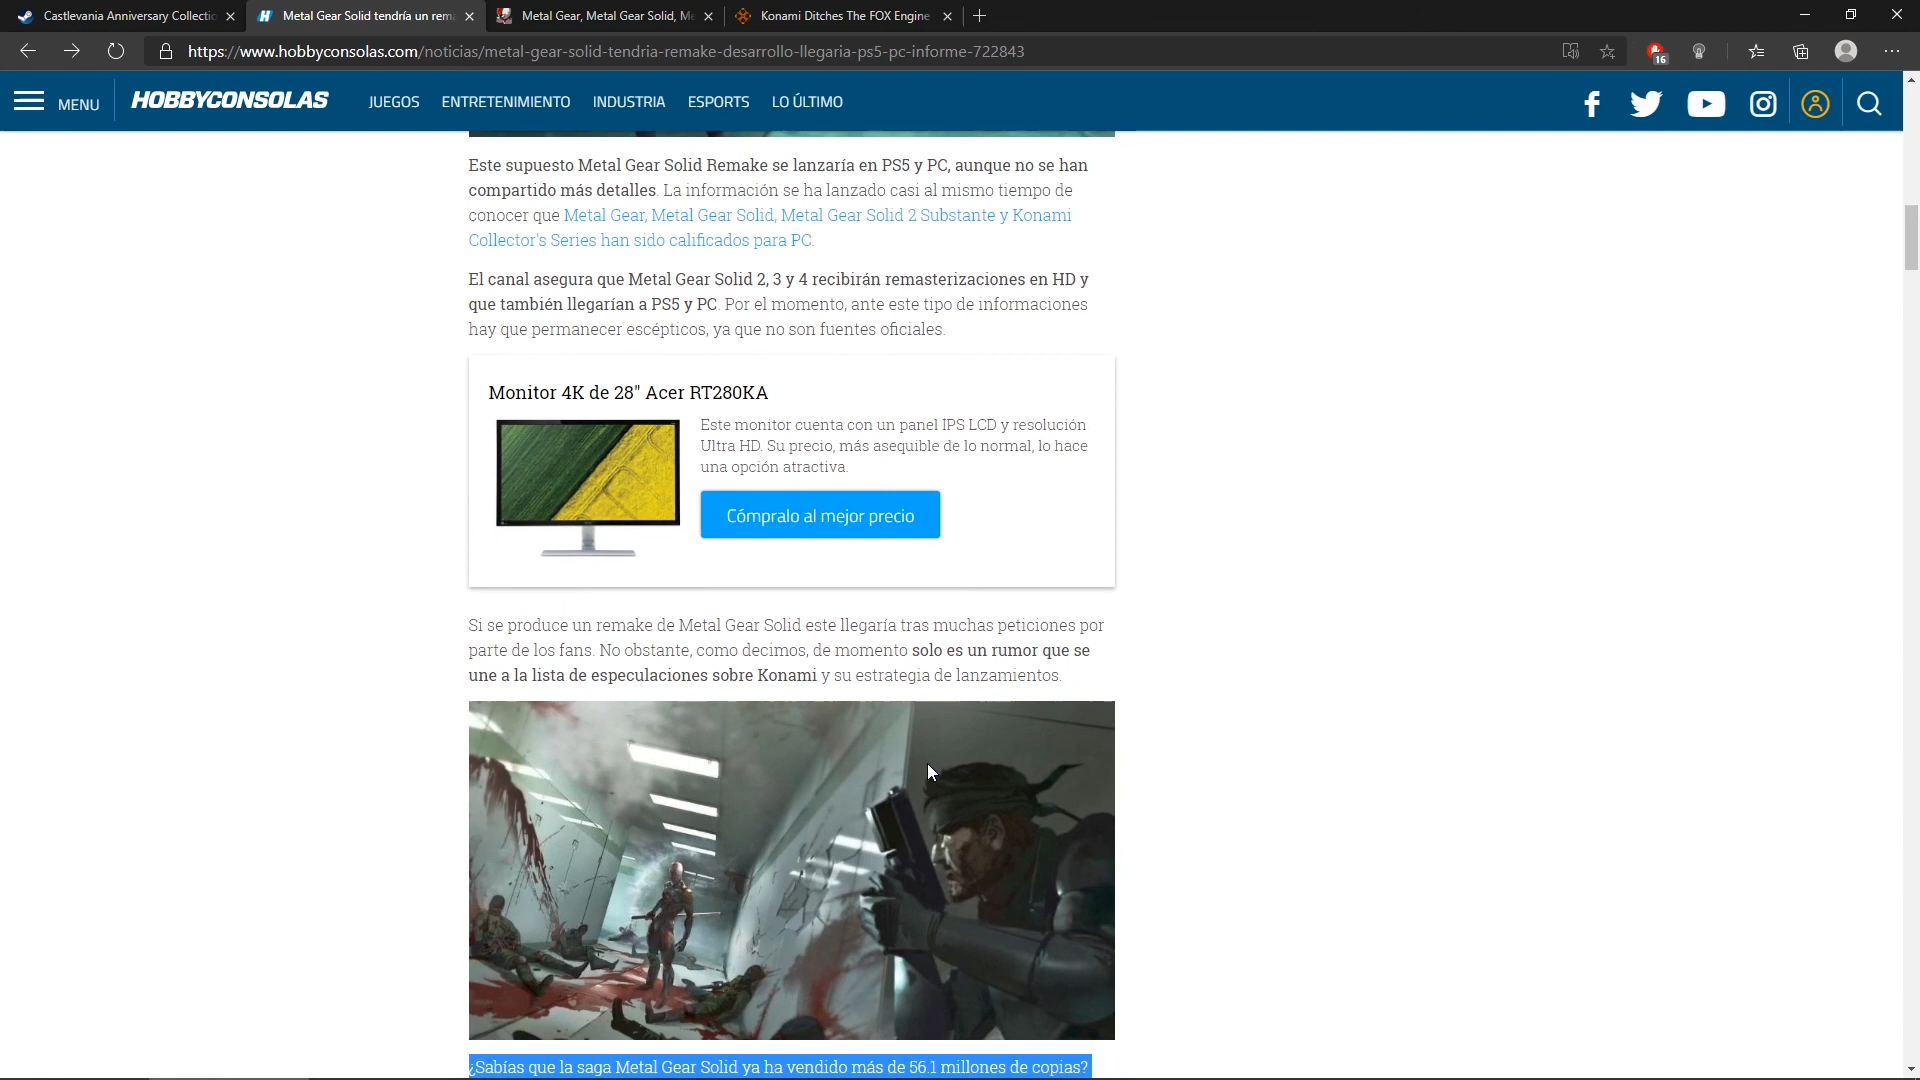 Castlevania Anniversary Collectio
Metal Gear Solid tendría un rema
Metal Gear, Metal Gear Solid, Me
Konami Ditches The FOX Engine
https://www.hobbyconsolas.com/noticias/metal-gear-solid-tendria-remake-desarrollo-llegaria-ps5-pc-informe-722843
16
MENU
HOBBYCONSOLAS
JUEGOS ENTRETENIMIENTO INDUSTRIA ESPORTS LO ÚLTIMO
Este supuesto Metal Gear Solid Remake se lanzaría en PS5 y PC, aunque no se han
compartido más detalles. La información se ha lanzado casi al mismo tiempo de
conocer que Metal Gear, Metal Gear Solid, Metal Gear Solid 2 Substante y Konami
Collector's Series han sido calificados para PC.
El canal asegura que Metal Gear Solid 2, 3 y 4 recibirán remasterizaciones en HD y
que también llegarían a PS5 y PC. Por el momento, ante este tipo de informaciones
hay que permanecer escépticos, ya que no son fuentes oficiales.
Monitor 4K de 28" Acer RT280KA
Este monitor cuenta con un panel IPS LCD y resolución
Ultra HD. Su precio, más asequible de lo normal, lo hace
una opción atractiva.
Cómpralo al mejor precio
Si se produce un remake de Metal Gear Solid este llegaría tras muchas peticiones por
parte de los fans. No obstante, como decimos, de momento solo es un rumor que se
une a la lista de especulaciones sobre Konami y su estrategia de lanzamientos.
¿Sabías que la saga Metal Gear Solid ya ha vendido más de 56.1 millones de copias?